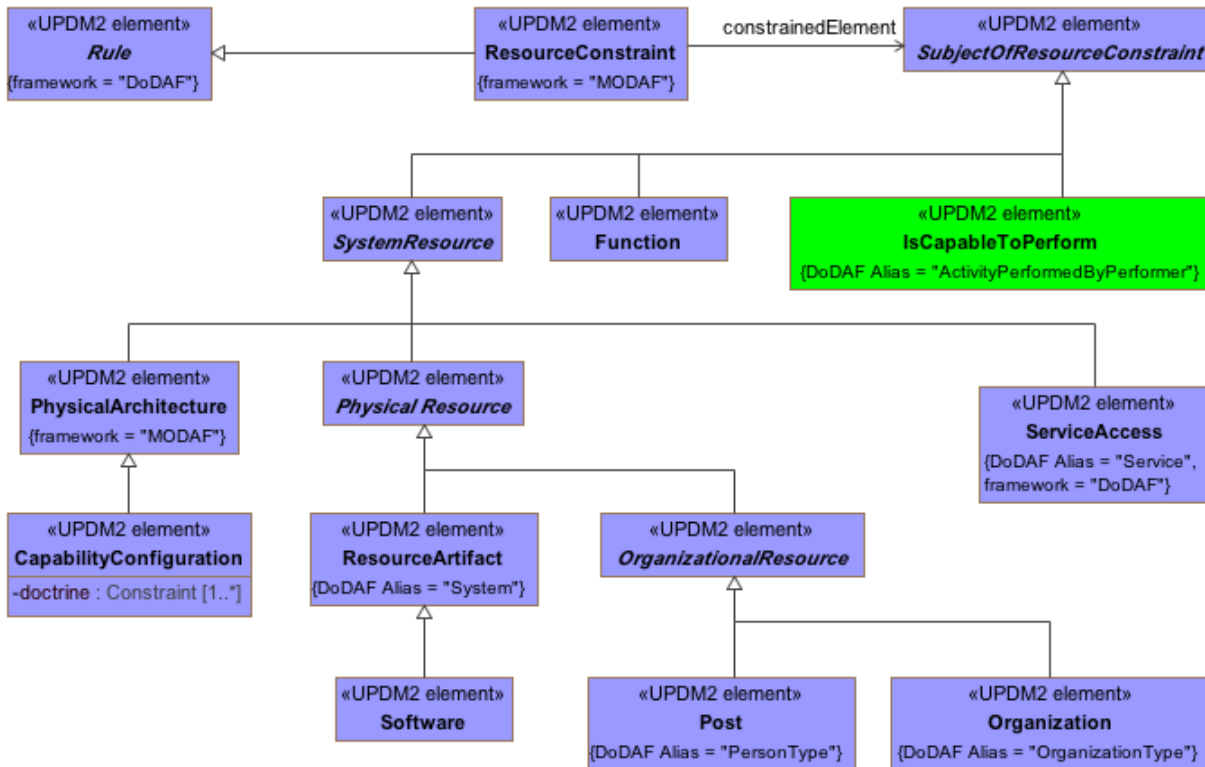 «UPDM2 element»
Rule
{framework = "DoDAF"}
«UPDM2 element»
ResourceConstraint
{framework = "MODAF"}
constrainedElement
«UPDM2 element»
SubjectOfResourceConstraint
«UPDM2 element»
SystemResource
«UPDM2 element»
Function
«UPDM2 element»
IsCapableToPerform
{DoDAF Alias = "ActivityPerformedByPerformer"}
«UPDM2 element»
PhysicalArchitecture
{framework = "MODAF"}
«UPDM2 element»
Physical Resource
«UPDM2 element»
ServiceAccess
{DoDAF Alias = "Service",
framework = "DoDAF"}
«UPDM2 element»
CapabilityConfiguration
-doctrine : Constraint [1..*]
«UPDM2 element»
ResourceArtifact
{DoDAF Alias = "System"}
«UPDM2 element»
OrganizationalResource
«UPDM2 element»
Software
«UPDM2 element»
Post
{DoDAF Alias = "PersonType"}
«UPDM2 element»
Organization
{DoDAF Alias = "OrganizationType"}